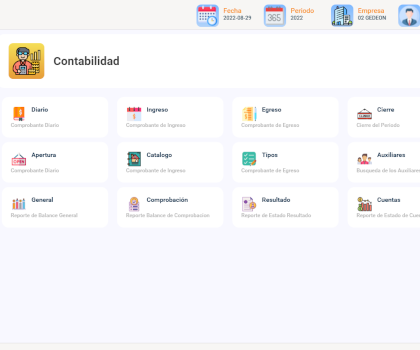 Fecha
2022-08-29
Periodo
2022
Empresa
02 GEDEON
365
Contabilidad
Diario
Comprobante Diario
Ingreso
Comprobante de Ingreso
Egreso
Comprobante de Egreso
Cierre
Cierre del Periodo
Apertura
Comprobante Diario
Catalogo
Comprobante de Ingreso
Tipos
Comprobante de Egreso
Auxiliares
Busqueda de los Auxiliares
General
Reporte de Balance General
Comprobación
Reporte Balance de Comprobacion
Resultado
Reporte de Estado Resultado
Cuentas
Reporte de Estado de Cuen